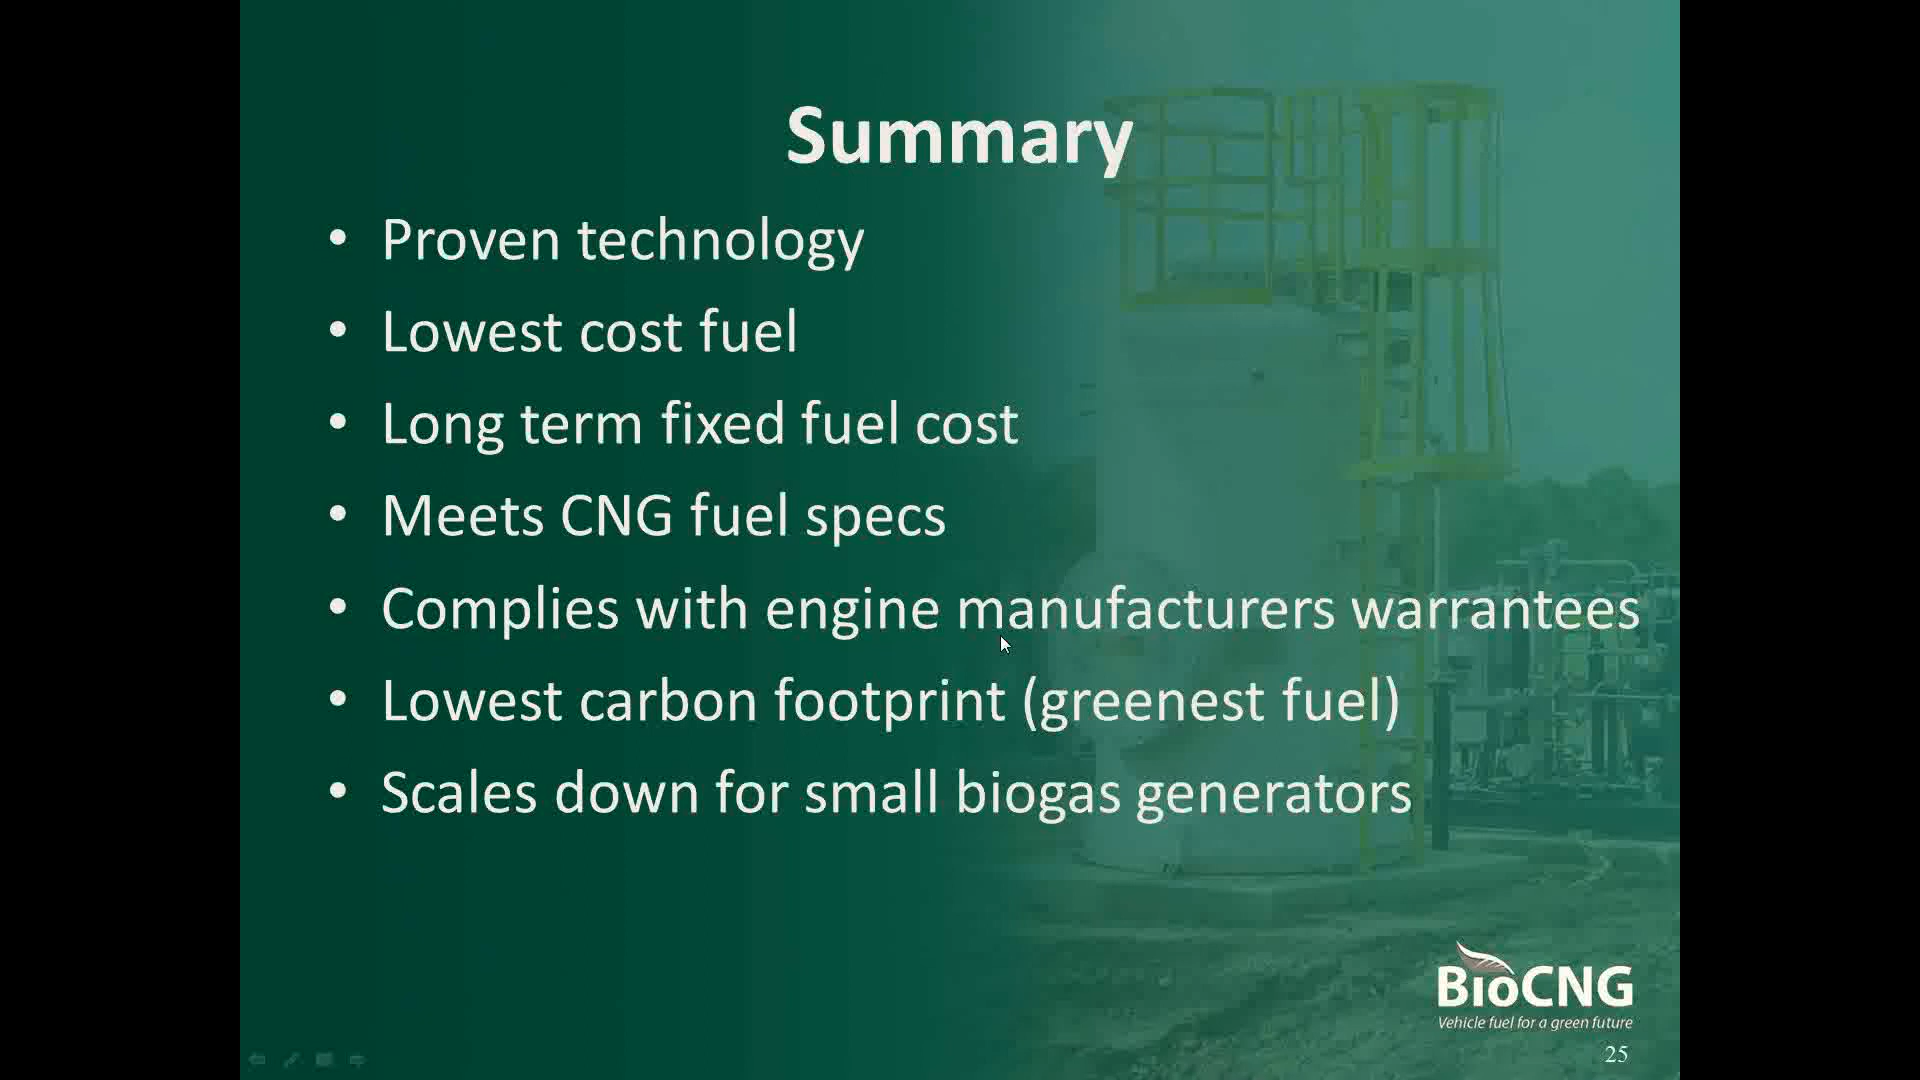 Summary
• Proven technology
• Lowest cost fuel
• Long term fixed fuel cost
• Meets CNG fuel specs
• Complies with engine manufacturers warrantees
• Lowest carbon footprint (greenest fuel)
• Scales down for small biogas generators
BioCNG
Vehicle fuel for a green future
25